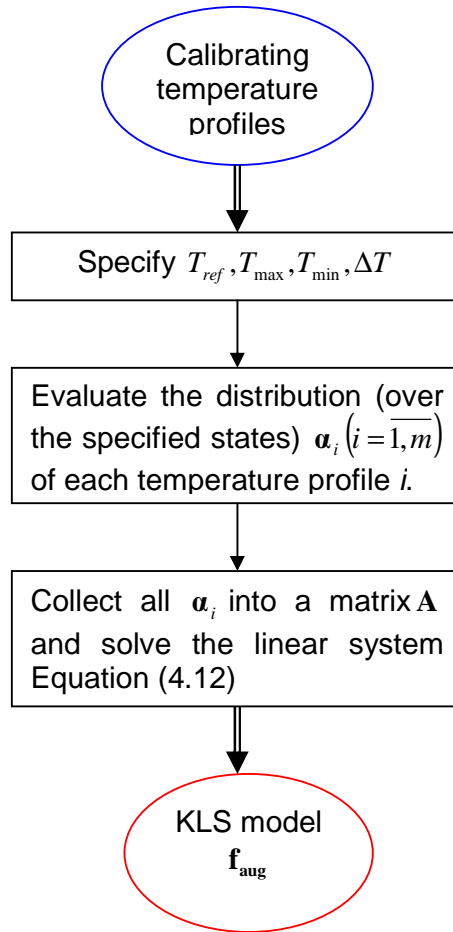 Calibrating
temperature
profiles
Specify T_ref, T_max, T_min, ΔT
Evaluate the distribution (over
the specified states) α_i (i = \overline{1, m})
of each temperature profile i.
Collect all α_i into a matrix A
and solve the linear system
Equation (4.12)
KLS model
f_aug